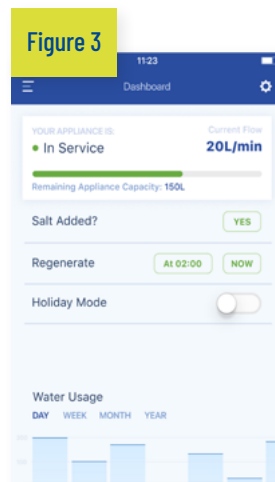 Figure 3
11:23
Dashboard
YOUR APPLIANCE IS:
Current Flow
In Service
20L/min
Remaining Appliance Capacity: 150L
Salt Added?
YES
Regenerate
At 02:00
NOW
Holiday Mode
Water Usage
DAY WEEK MONTH YEAR